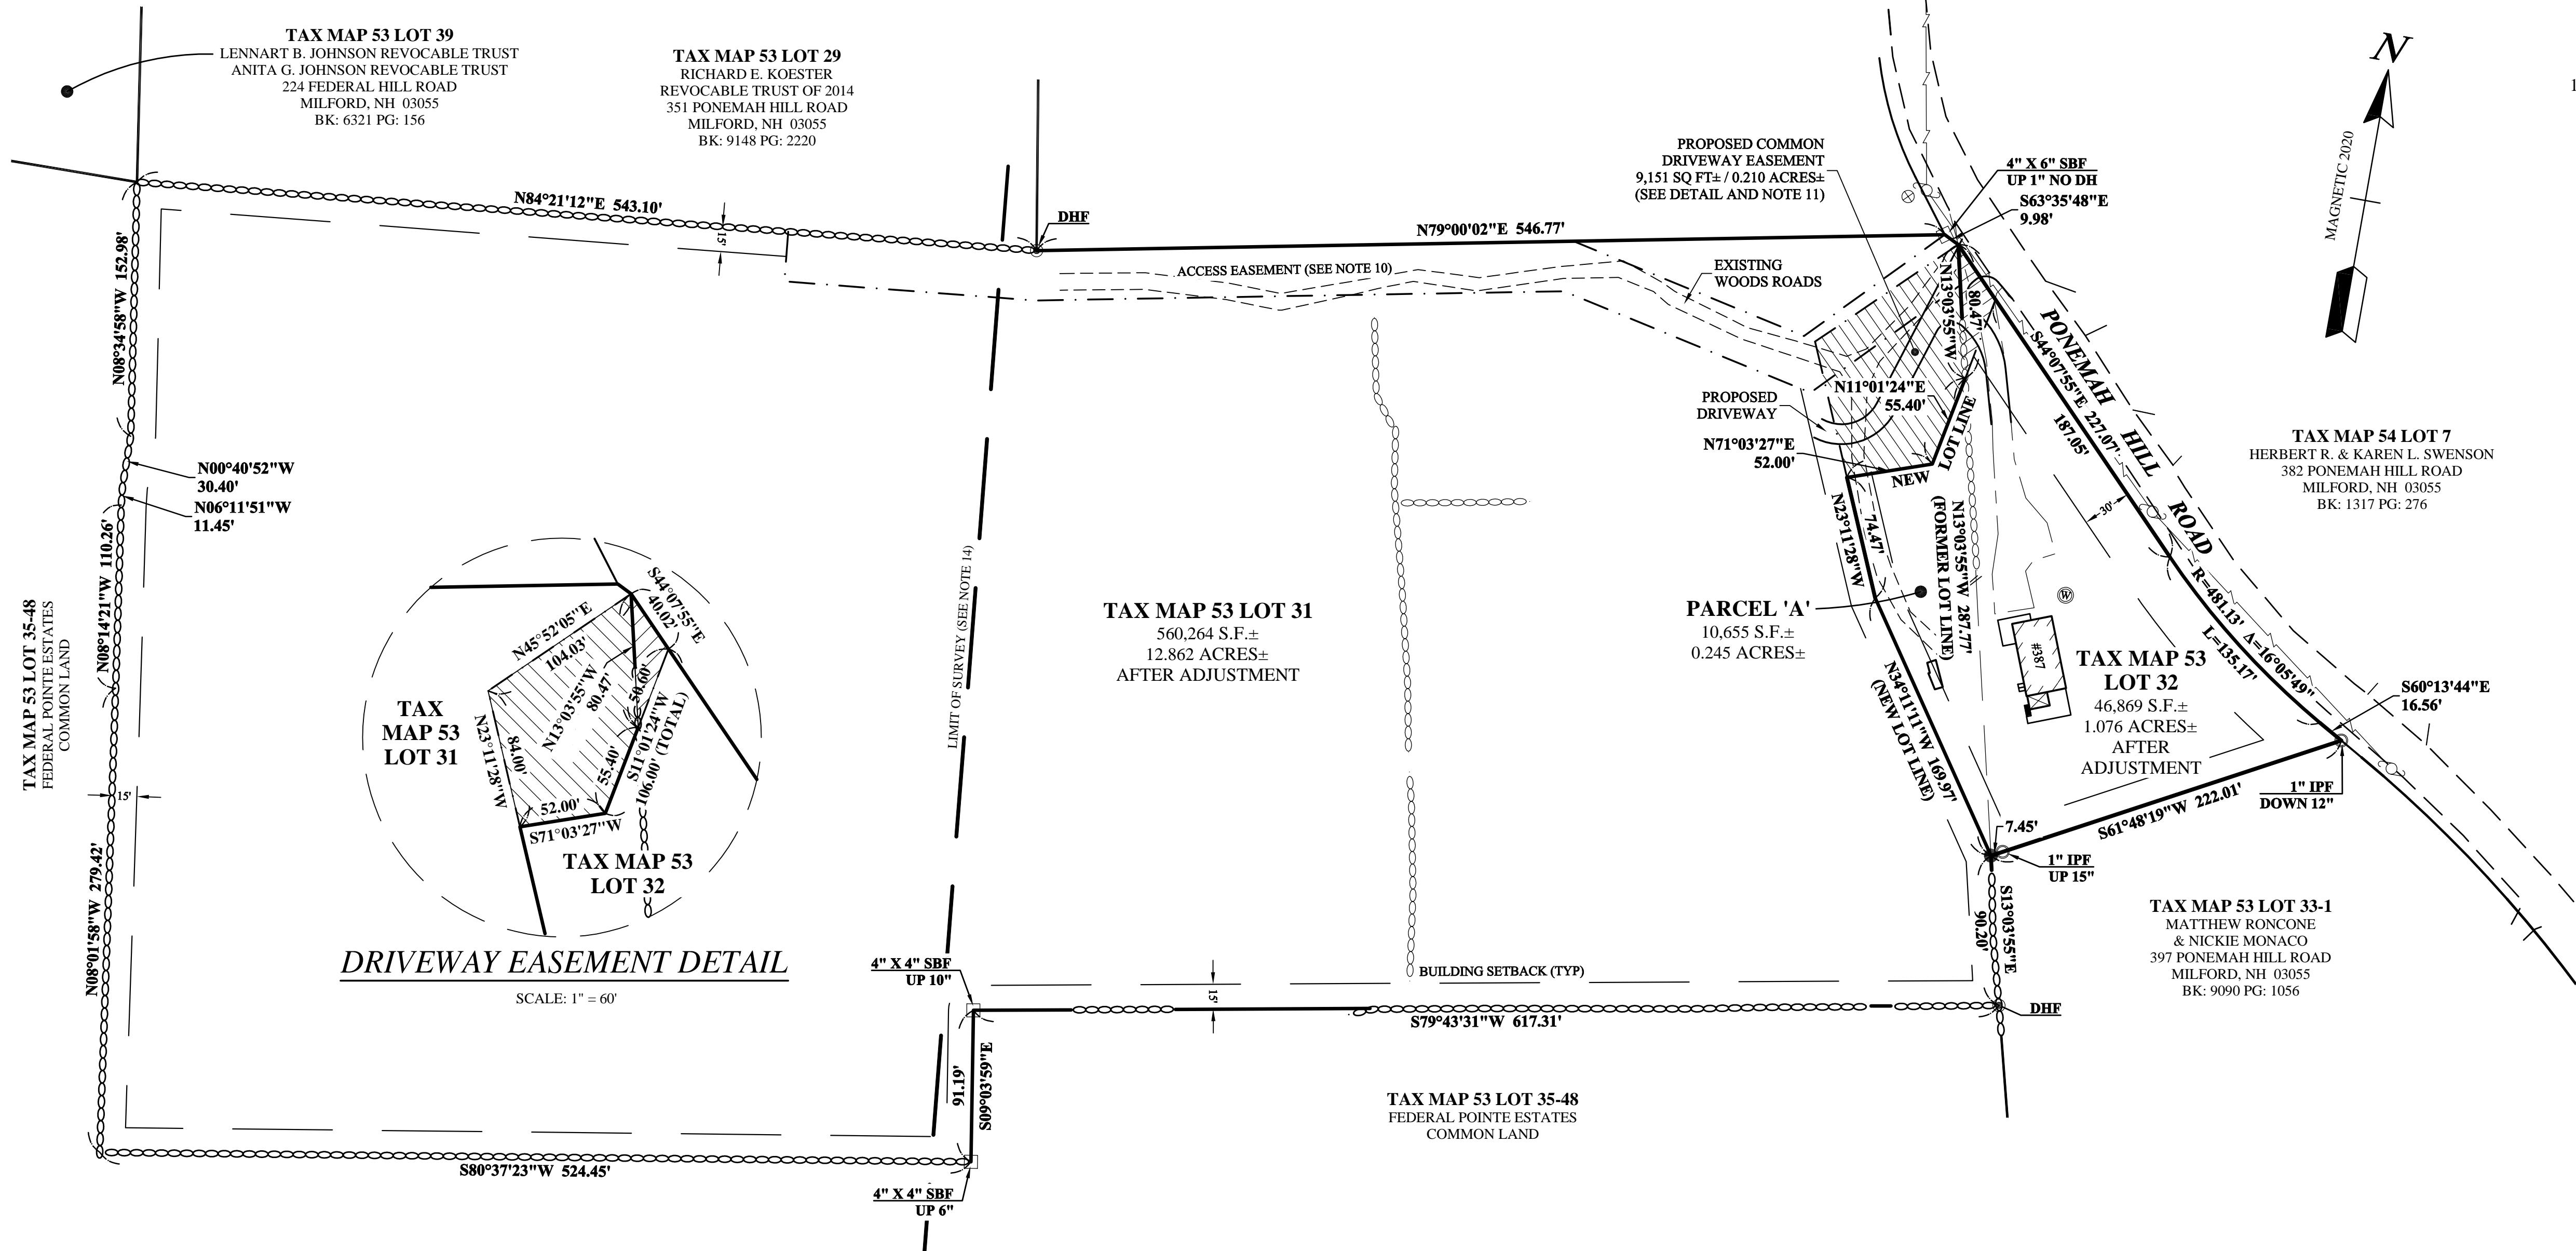 TAX MAP 53 LOT 39
LENNART B. JOHNSON REVOCABLE TRUST
ANITA G. JOHNSON REVOCABLE TRUST
224 FEDERAL HILL ROAD
MILFORD, NH 03055
BK: 6321 PG: 156
TAX MAP 53 LOT 29
RICHARD E. KOESTER
REVOCABLE TRUST OF 2014
351 PONEMAH HILL ROAD
MILFORD, NH 03055
BK: 9148 PG: 2220
N84°21'12"E 543.10'
15'
DHF
N79°00'02"E 546.77'
ACCESS EASEMENT (SEE NOTE 10)
PROPOSED COMMON
DRIVEWAY EASEMENT
9,151 SQ FT± / 0.210 ACRES±
(SEE DETAIL AND NOTE 11)
4" X 6" SBF
UP 1" NO DH
S63°35'48"E
9.98'
N
MAGNETIC 2020
1
EXISTING
WOODS ROADS
N13°03'55"W
80.47'
PONEMAH HILL ROAD
S44°07'55"E 227.07'
187.05'
N11°01'24"E
55.40'
PROPOSED
DRIVEWAY
N71°03'27"E
52.00'
NEW
LOT LINE
TAX MAP 54 LOT 7
HERBERT R. & KAREN L. SWENSON
382 PONEMAH HILL ROAD
MILFORD, NH 03055
BK: 1317 PG: 276
30'
N23°11'28"W
74.47'
N13°03'55"W 287.77'
(FORMER LOT LINE)
W
R=481.13' Δ=16°05'49"
L=135.17'
PARCEL 'A'
10,655 S.F.±
0.245 ACRES±
#387
TAX MAP 53
LOT 32
46,869 S.F.±
1.076 ACRES±
AFTER
ADJUSTMENT
S60°13'44"E
16.56'
N34°11'11"W 169.97'
(NEW LOT LINE)
1" IPF
DOWN 12"
S61°48'19"W 222.01'
7.45'
1" IPF
UP 15"
S13°03'55"E
90.20'
DHF
TAX MAP 53 LOT 33-1
MATTHEW RONCONE
& NICKIE MONACO
397 PONEMAH HILL ROAD
MILFORD, NH 03055
BK: 9090 PG: 1056
TAX MAP 53 LOT 31
560,264 S.F.±
12.862 ACRES±
AFTER ADJUSTMENT
LIMIT OF SURVEY (SEE NOTE 14)
N08°34'58"W 152.98'
N00°40'52"W
30.40'
N06°11'51"W
11.45'
N08°14'21"W 110.26'
TAX MAP 53 LOT 35-48
FEDERAL POINTE ESTATES
COMMON LAND
15'
N08°01'58"W 279.42'
S44°07'55"E
40.02'
N45°52'05"E
104.03'
N13°03'55"W
80.47'
50.60'
S11°01'24"W
106.00' (TOTAL)
55.40'
N23°11'28"W
84.00'
52.00'
S71°03'27"W
TAX
MAP 53
LOT 31
TAX MAP 53
LOT 32
DRIVEWAY EASEMENT DETAIL
SCALE: 1" = 60'
4" X 4" SBF
UP 10"
BUILDING SETBACK (TYP)
15'
S79°43'31"W 617.31'
91.19'
S09°03'59"E
TAX MAP 53 LOT 35-48
FEDERAL POINTE ESTATES
COMMON LAND
S80°37'23"W 524.45'
4" X 4" SBF
UP 6"